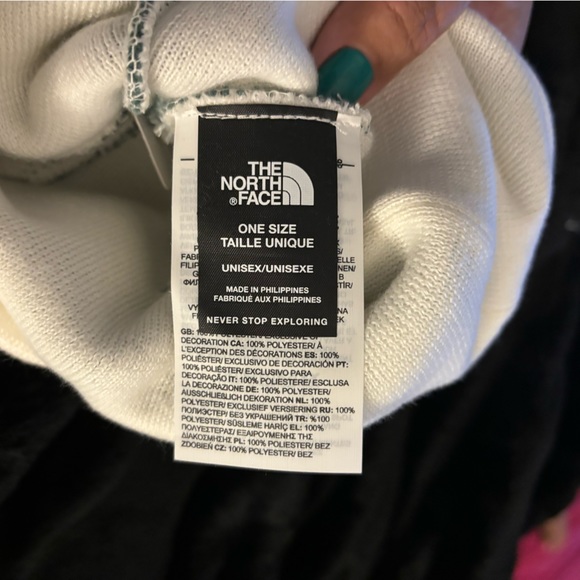 THE
NORTH
FACE
®
ONE SIZE
TAILLE UNIQUE
UNISEX/UNISEXE
MADE IN PHILIPPINES
FABRIQUÉ AUX PHILIPPINES
NEVER STOP EXPLORING
DECORATION CA: 100% POLYESTER/ À
L'EXCEPTION DES DÉCORATIONS ES: 100%
POLIÉSTER/ EXCLUSIVO DE DECORACIÓN PT:
100% POLIÉSTER/ EXCLUSIVO DE
DECORAÇÃO IT: 100% POLIESTERE/ ESCLUSA
LA DECORAZIONE DE: 100% POLYESTER/
AUSSCHLIEßLICH DEKORATION NL: 100%
POLYESTER/ EXCLUSIEF VERSIERING RU: 100%
ПОЛИЭСТЕР/ БЕЗ УКРАШЕНИЙ TR: %100
POLYESTER/ SÜSLEME HARİÇ EL: 100%
ΠΟΛΥΕΣΤΕΡΑΣ/ ΕΞΑΙΡΟΥΜΕΝΗΣ ΤΗΣ
ΔΙΑΚΟΣΜΗΣΗΣ PL: 100% POLIESTER/ BEZ
ZDOBIEŃ CZ: 100% POLYESTER/ BEZ